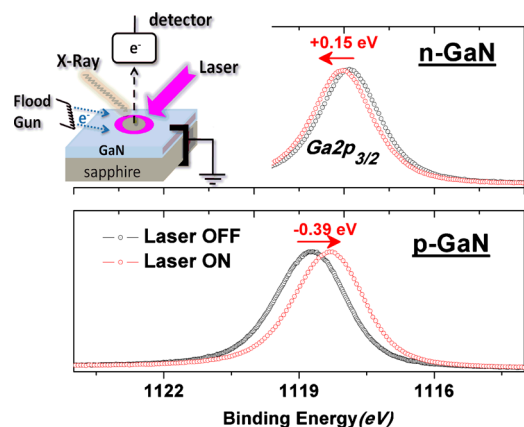 detector
e-
X-Ray
Laser
Flood
Gun
e-
GaN
sapphire
+0.15 eV
n-GaN
Ga2p3/2
Laser OFF
Laser ON
-0.39 eV
p-GaN
1122
1119
1116
Binding Energy(eV)